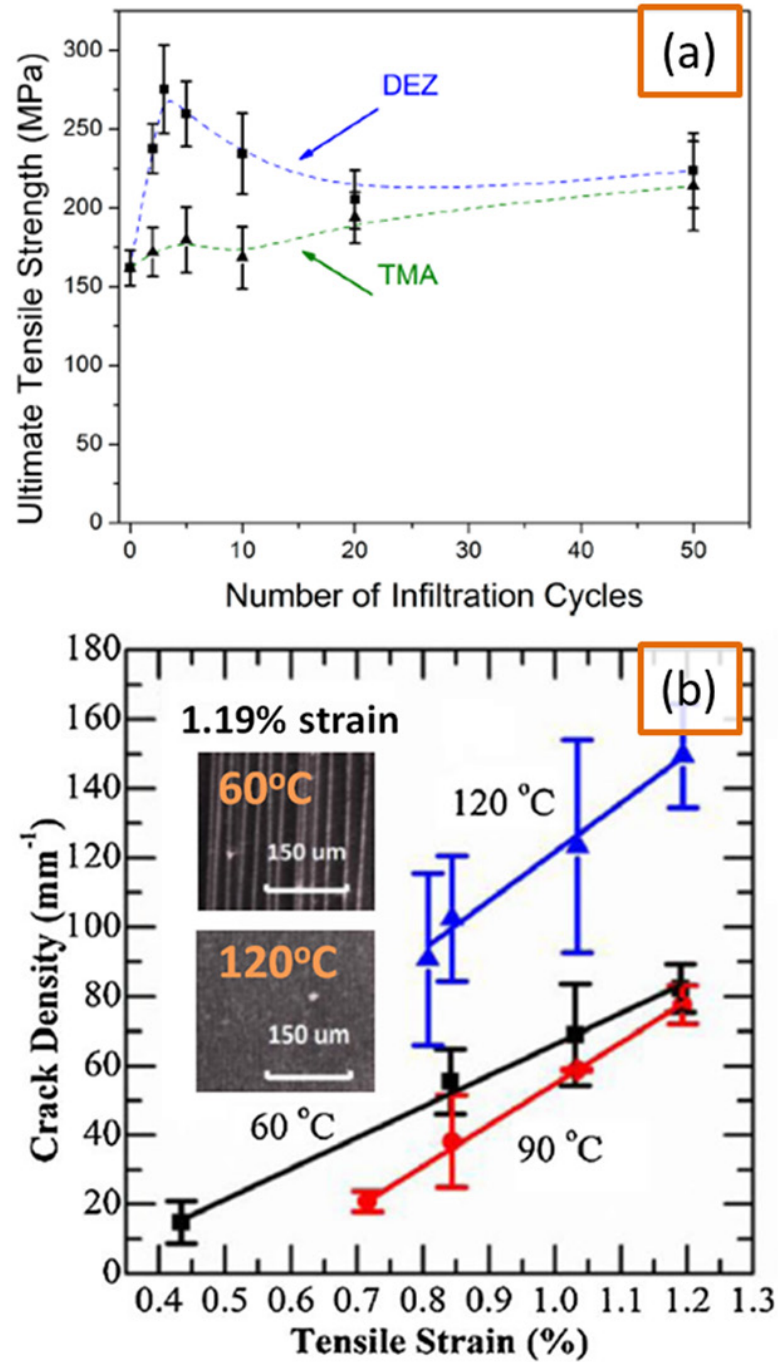 (a)
300
250
200
150
100
50
0
Ultimate Tensile Strength (MPa)
DEZ
TMA
0 10 20 30 40 50
Number of Infiltration Cycles
(b)
180
160
140
120
100
80
60
40
20
0
Crack Density (mm⁻¹)
1.19% strain
60°C
150 um
120°C
150 um
120 °C
60 °C
90 °C
0.4 0.5 0.6 0.7 0.8 0.9 1.0 1.1 1.2 1.3
Tensile Strain (%)